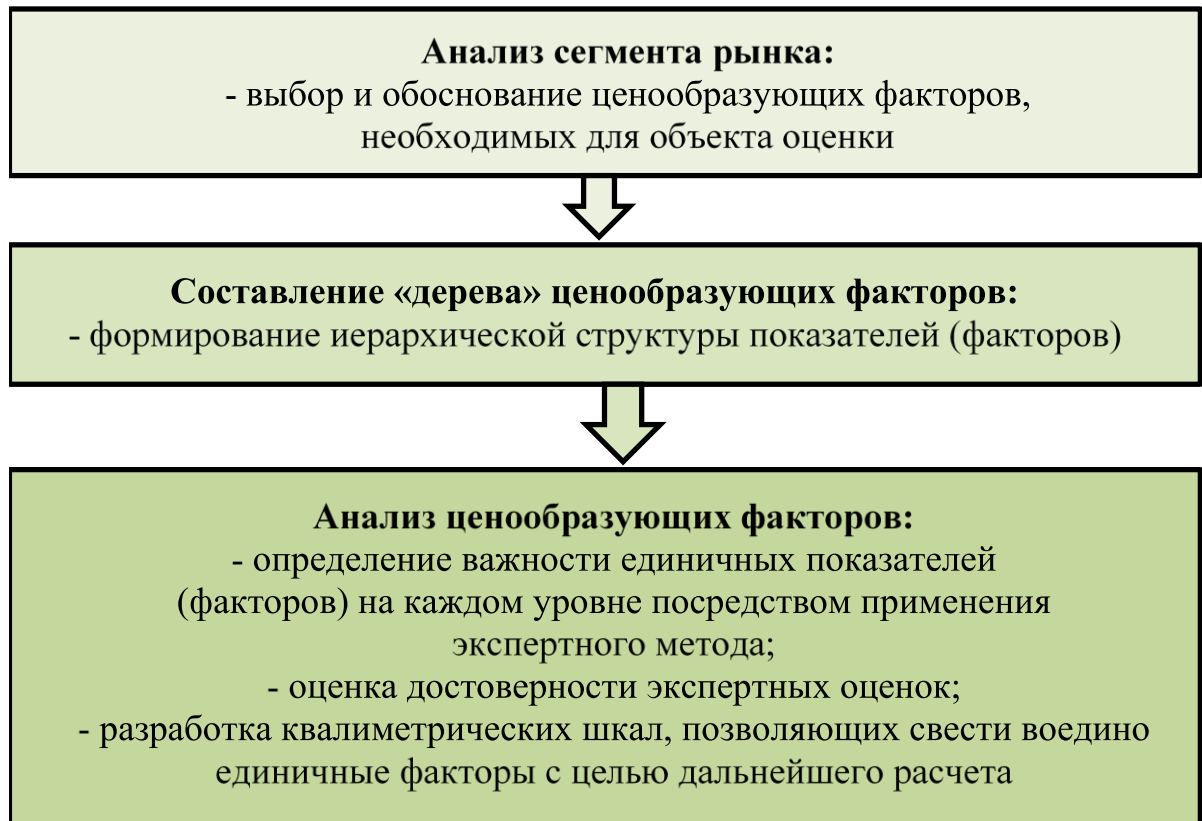 Анализ сегмента рынка:
- выбор и обоснование ценообразующих факторов,
необходимых для объекта оценки
Составление «дерева» ценообразующих факторов:
- формирование иерархической структуры показателей (факторов)
Анализ ценообразующих факторов:
- определение важности единичных показателей
(факторов) на каждом уровне посредством применения
экспертного метода;
- оценка достоверности экспертных оценок;
- разработка квалиметрических шкал, позволяющих свести воедино
единичные факторы с целью дальнейшего расчета